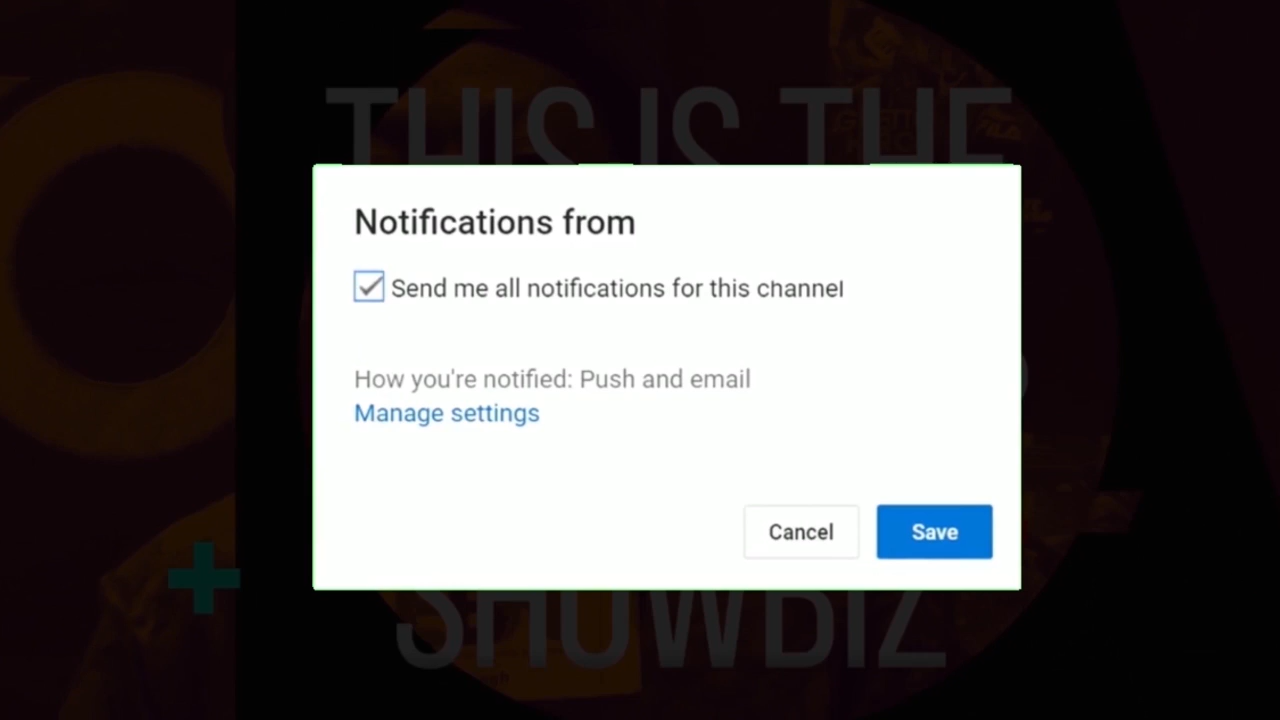 THIS IS THE
Notifications from
Send me all notifications for this channel
How you're notified: Push and email
Manage settings
Cancel
Save
SHOWBIZ